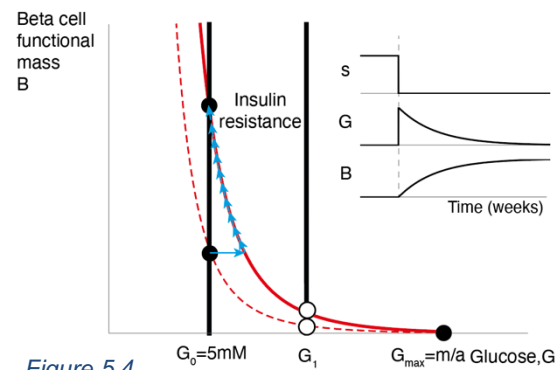 Beta cell
functional
mass
B
Insulin
resistance
s
G
B
Time (weeks)
G₀=5mM
G₁
Gmax=m/a Glucose,G
Figure 5.4